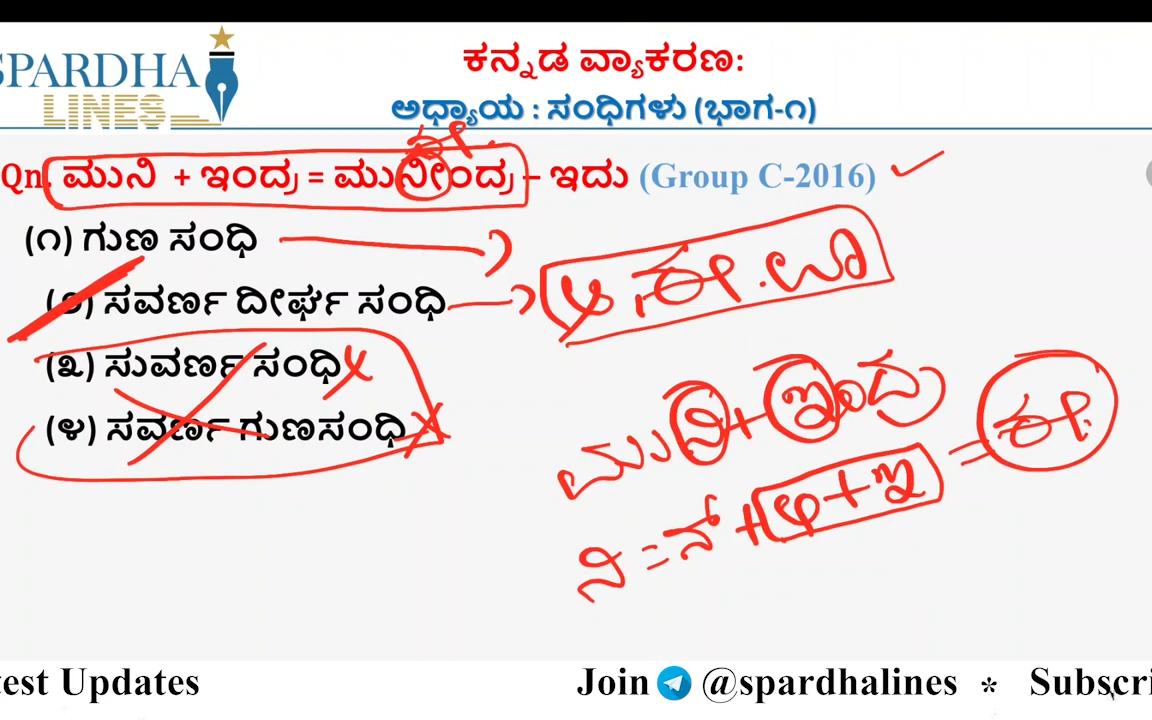 SPARDHA
LINES
ಕನ್ನಡ ವ್ಯಾಕರಣ:
ಅಧ್ಯಾಯ : ಸಂಧಿಗಳು (ಭಾಗ-೧)
ಈ
Qn. ಮುನಿ + ಇಂದ್ರ = ಮುನೀಂದ್ರ – ಇದು (Group C-2016)
(೧) ಗುಣ ಸಂಧಿ
(೨) ಸವರ್ಣ ದೀರ್ಘ ಸಂಧಿ
ಆ, ಈ. ಊ
(೩) ಸುವರ್ಣ ಸಂಧಿ
(೪) ಸವರ್ಣ ಗುಣಸಂಧಿ
ಮುನಿ + ಇಂದ್ರ
ನಿ = ನ್ + ಇ + ಇ = ಈ
test Updates
Join @spardhalines * Subscri